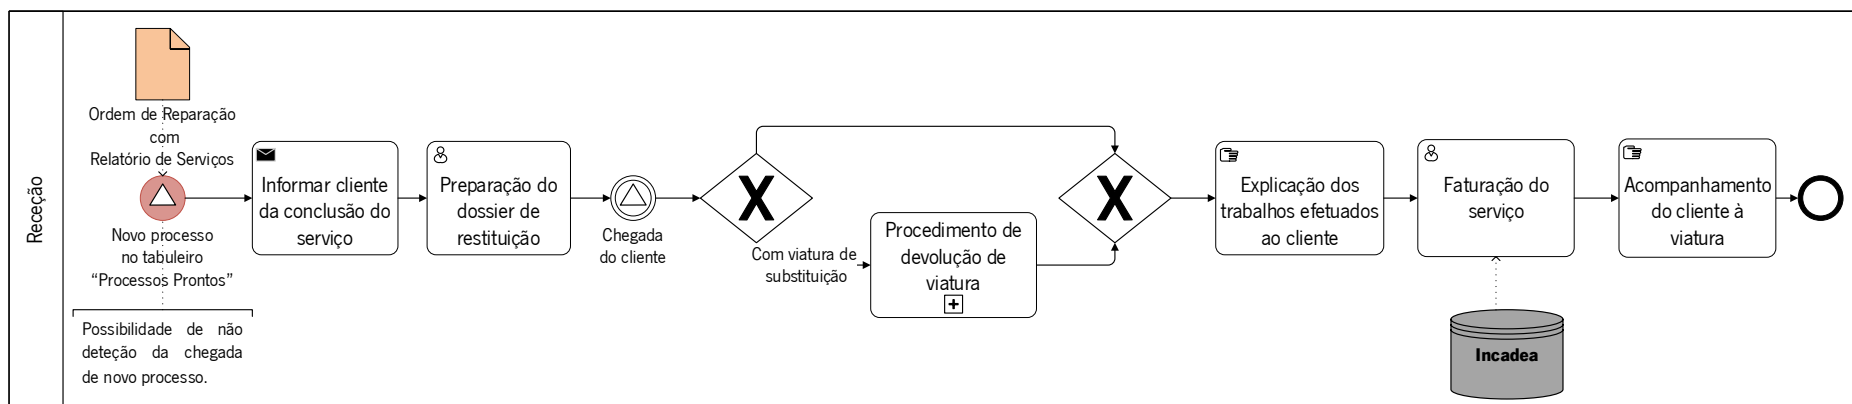 Receção
Ordem de Reparação
com
Relatório de Serviços
Novo processo
no tabuleiro
“Processos Prontos”
Possibilidade de não
deteção da chegada
de novo processo.
Informar cliente
da conclusão do
serviço
Preparação do
dossier de
restituição
Chegada
do cliente
X
Com viatura de
substituição
Procedimento de
devolução de
viatura
X
Explicação dos
trabalhos efetuados
ao cliente
Faturação do
serviço
Incadea
Acompanhamento
do cliente à
viatura